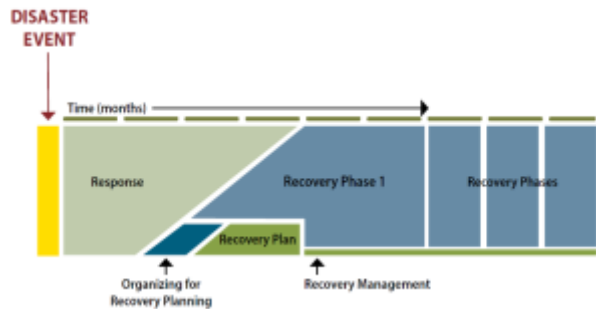 DISASTER
EVENT
Time (months)
Response
Recovery Phase 1
Recovery Phases
Recovery Plan
Organizing for
Recovery Planning
Recovery Management